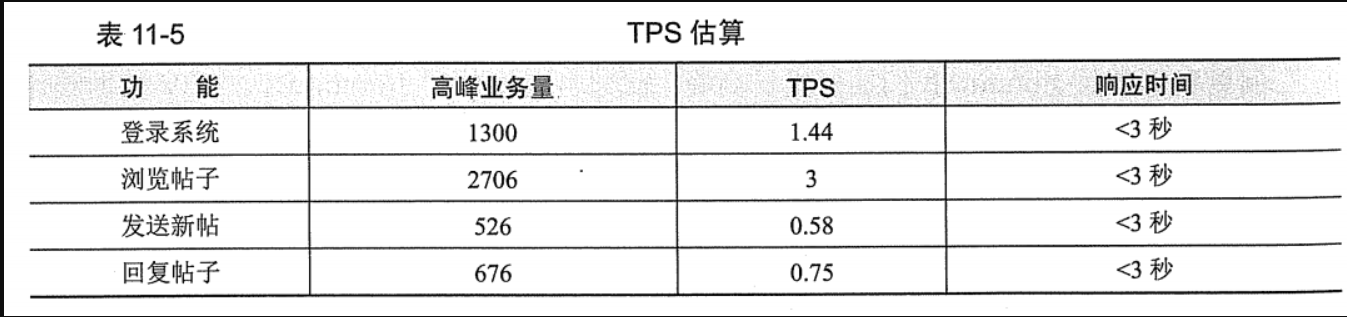 表 11-5 TPS 估算
功 能 高峰业务量 TPS 响应时间
登录系统 1300 1.44 <3 秒
浏览帖子 2706 3 <3 秒
发送新帖 526 0.58 <3 秒
回复帖子 676 0.75 <3 秒